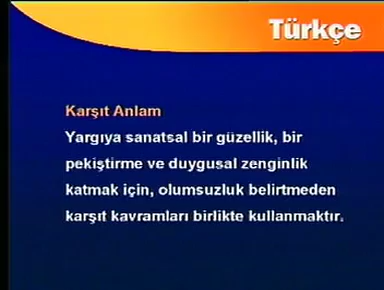 Türkçe
Karşıt Anlam
Yargıya sanatsal bir güzellik, bir
pekiştirme ve duygusal zenginlik
katmak için, olumsuzluk belirtmeden
karşıt kavramları birlikte kullanmaktır.